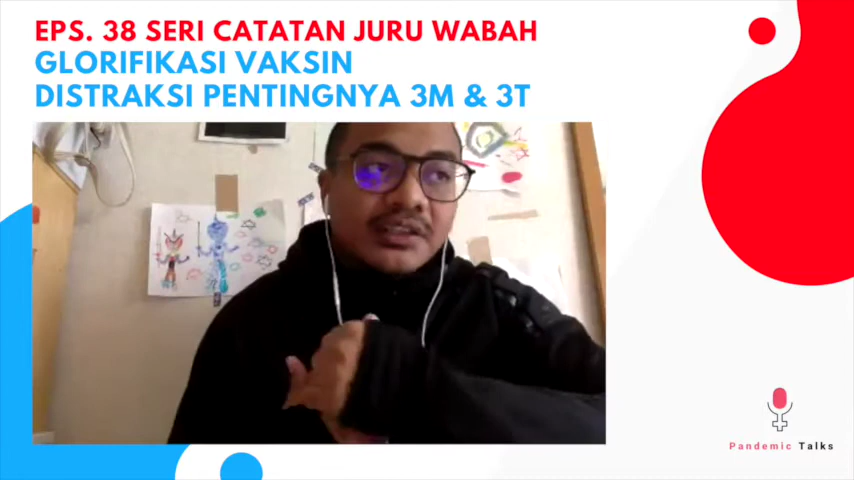 EPS. 38 SERI CATATAN JURU WABAH
GLORIFIKASI VAKSIN
DISTRAKSI PENTINGNYA 3M & 3T
Pandemic Talks